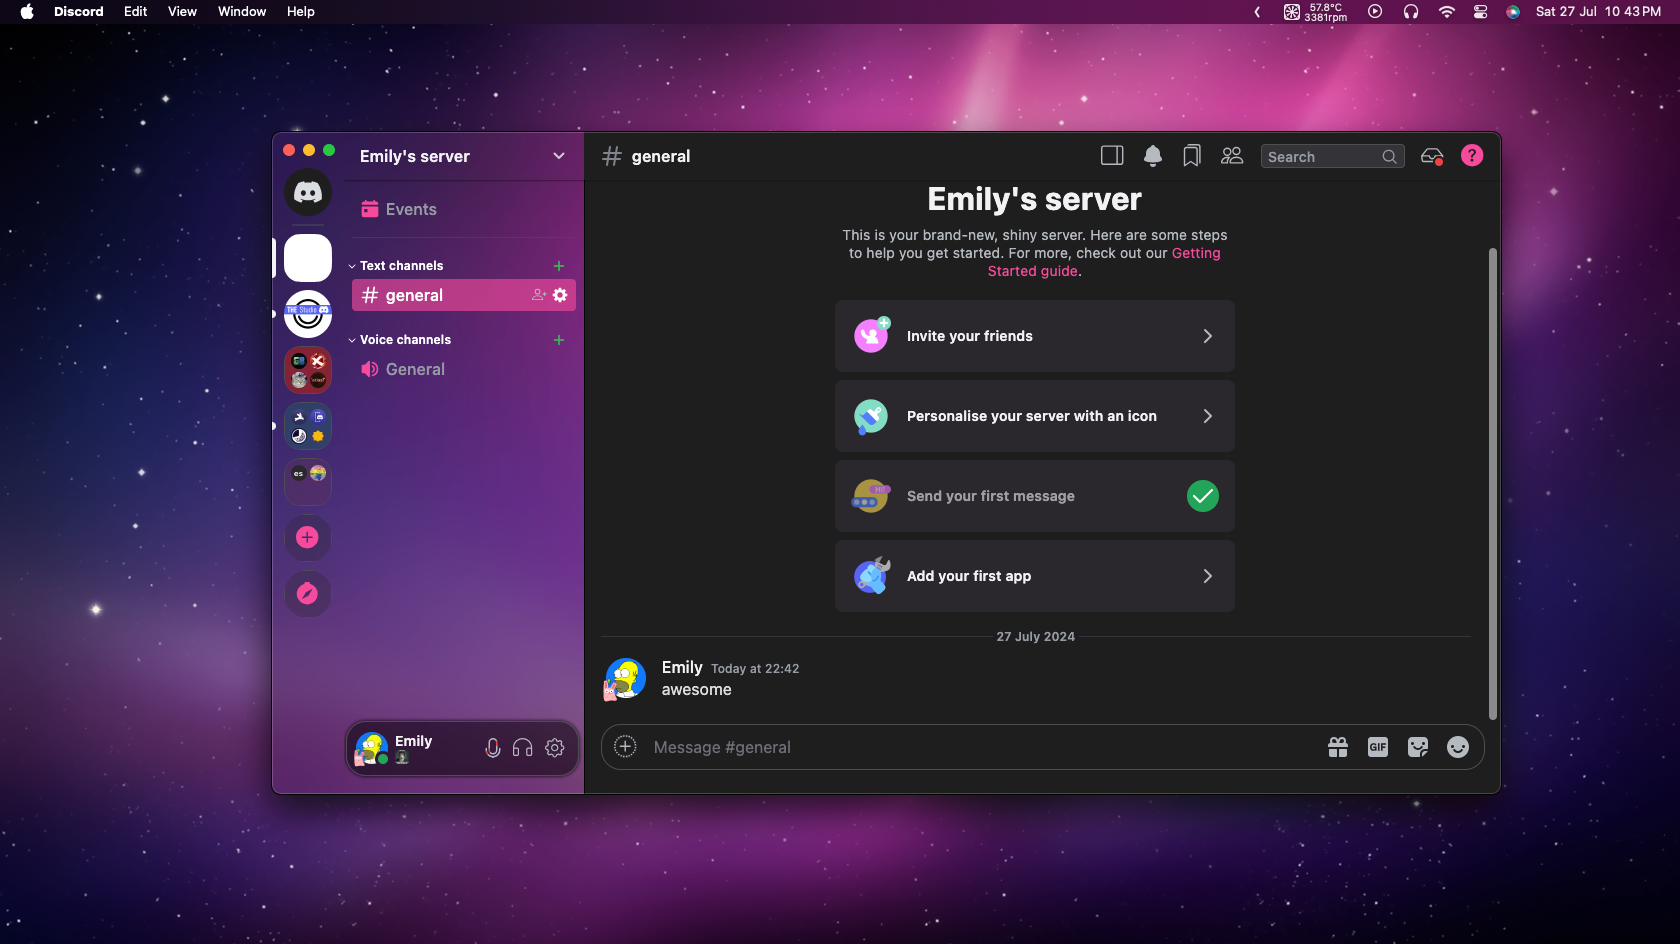 Discord Edit View Window Help
57.8°C
3381rpm
Sat 27 Jul 10 43 PM
Emily's server
Events
Text channels
general
Voice channels
General
THE Studio
es
Emily
general
Search
?
Emily's server
This is your brand-new, shiny server. Here are some steps
to help you get started. For more, check out our Getting
Started guide.
Invite your friends
Personalise your server with an icon
Send your first message
Add your first app
27 July 2024
Emily Today at 22:42
awesome
Message #general
GIF